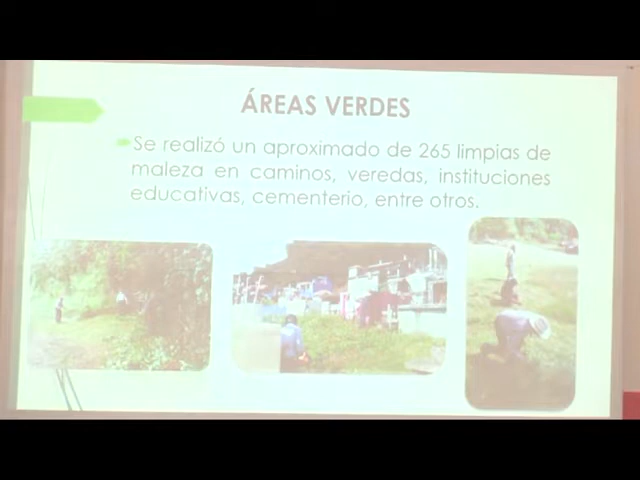 ÁREAS VERDES
Se realizó un aproximado de 265 limpias de
maleza en caminos, veredas, instituciones
educativas, cementerio, entre otros.